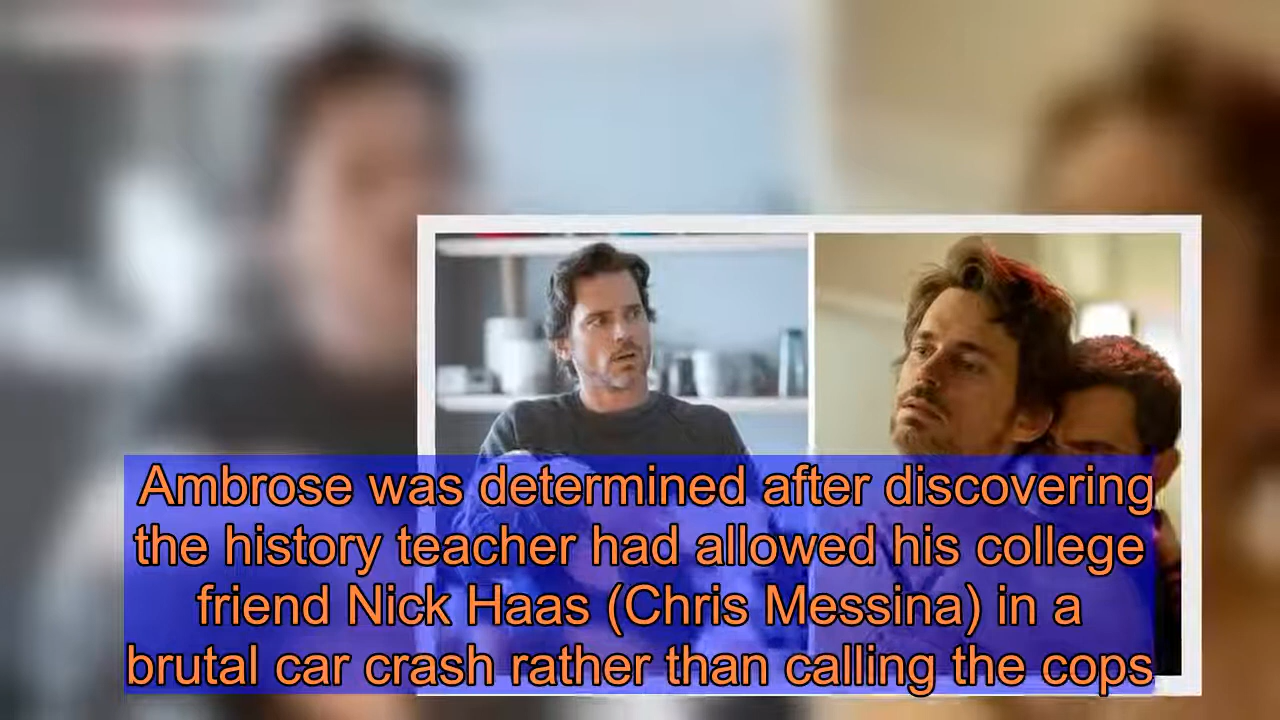 Ambrose was determined after discovering
the history teacher had allowed his college
friend Nick Haas (Chris Messina) in a
brutal car crash rather than calling the cops